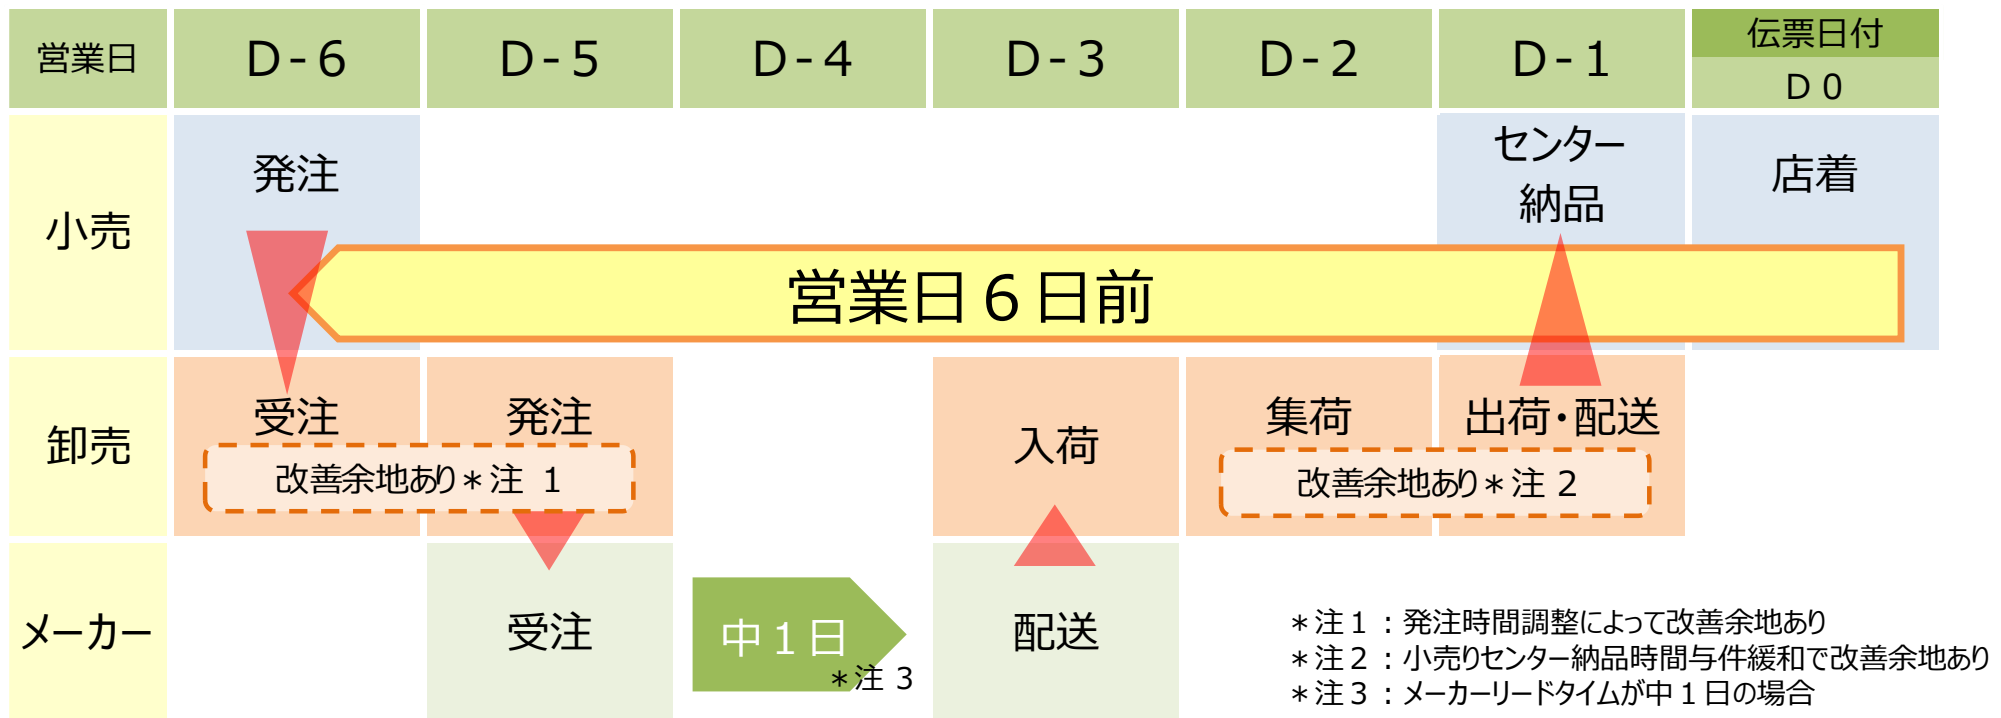 営業日
D-6
D-5
D-4
D-3
D-2
D-1
伝票日付
D0
小売
発注
センター
納品
店着
営業日6日前
卸売
受注
発注
入荷
集荷
出荷・配送
改善余地あり＊注 1
改善余地あり＊注 2
メーカー
受注
中1日
＊注 3
配送
＊注1：発注時間調整によって改善余地あり
＊注2：小売りセンター納品時間与件緩和で改善余地あり
＊注3：メーカーリードタイムが中1日の場合